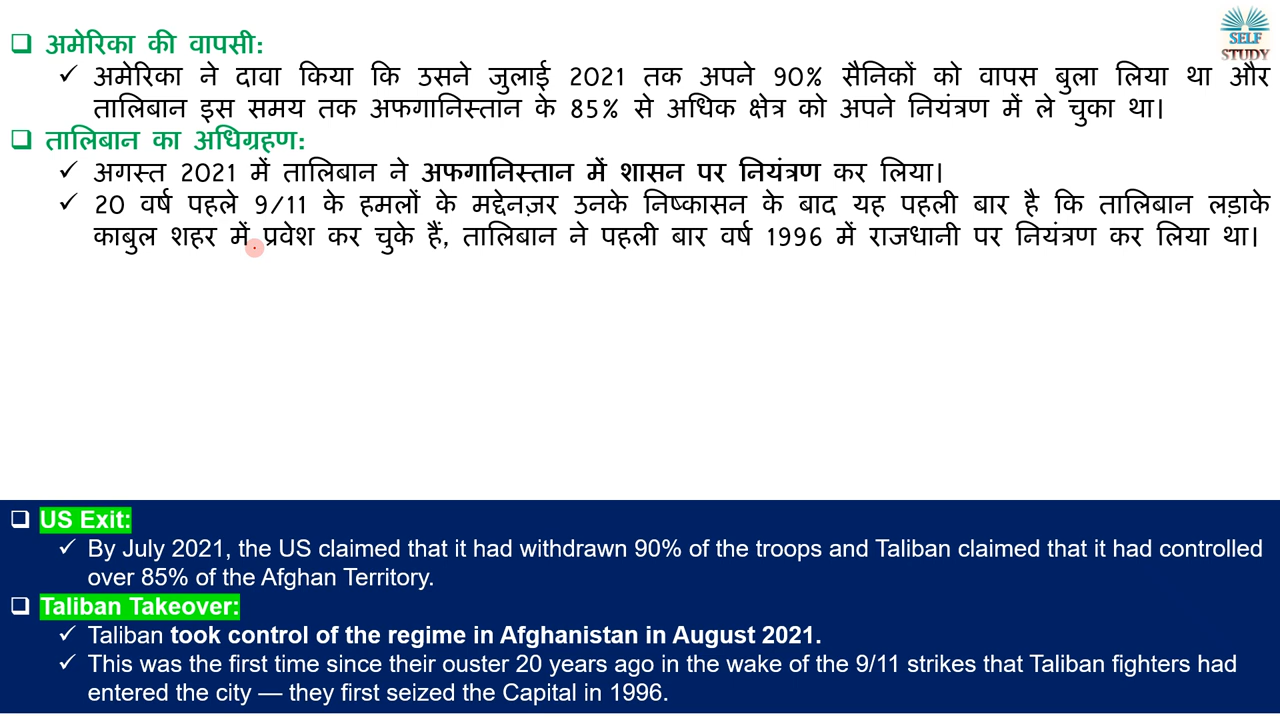 SELF
STUDY
❑ अमेरिका की वापसी:
✓ अमेरिका ने दावा किया कि उसने जुलाई 2021 तक अपने 90% सैनिकों को वापस बुला लिया था और
तालिबान इस समय तक अफगानिस्तान के 85% से अधिक क्षेत्र को अपने नियंत्रण में ले चुका था।
❑ तालिबान का अधिग्रहण:
✓ अगस्त 2021 में तालिबान ने अफगानिस्तान में शासन पर नियंत्रण कर लिया।
✓ 20 वर्ष पहले 9/11 के हमलों के मद्देनज़र उनके निष्कासन के बाद यह पहली बार है कि तालिबान लड़ाके
काबुल शहर में प्रवेश कर चुके हैं, तालिबान ने पहली बार वर्ष 1996 में राजधानी पर नियंत्रण कर लिया था।
❑ US Exit:
✓ By July 2021, the US claimed that it had withdrawn 90% of the troops and Taliban claimed that it had controlled
over 85% of the Afghan Territory.
❑ Taliban Takeover:
✓ Taliban took control of the regime in Afghanistan in August 2021.
✓ This was the first time since their ouster 20 years ago in the wake of the 9/11 strikes that Taliban fighters had
entered the city — they first seized the Capital in 1996.